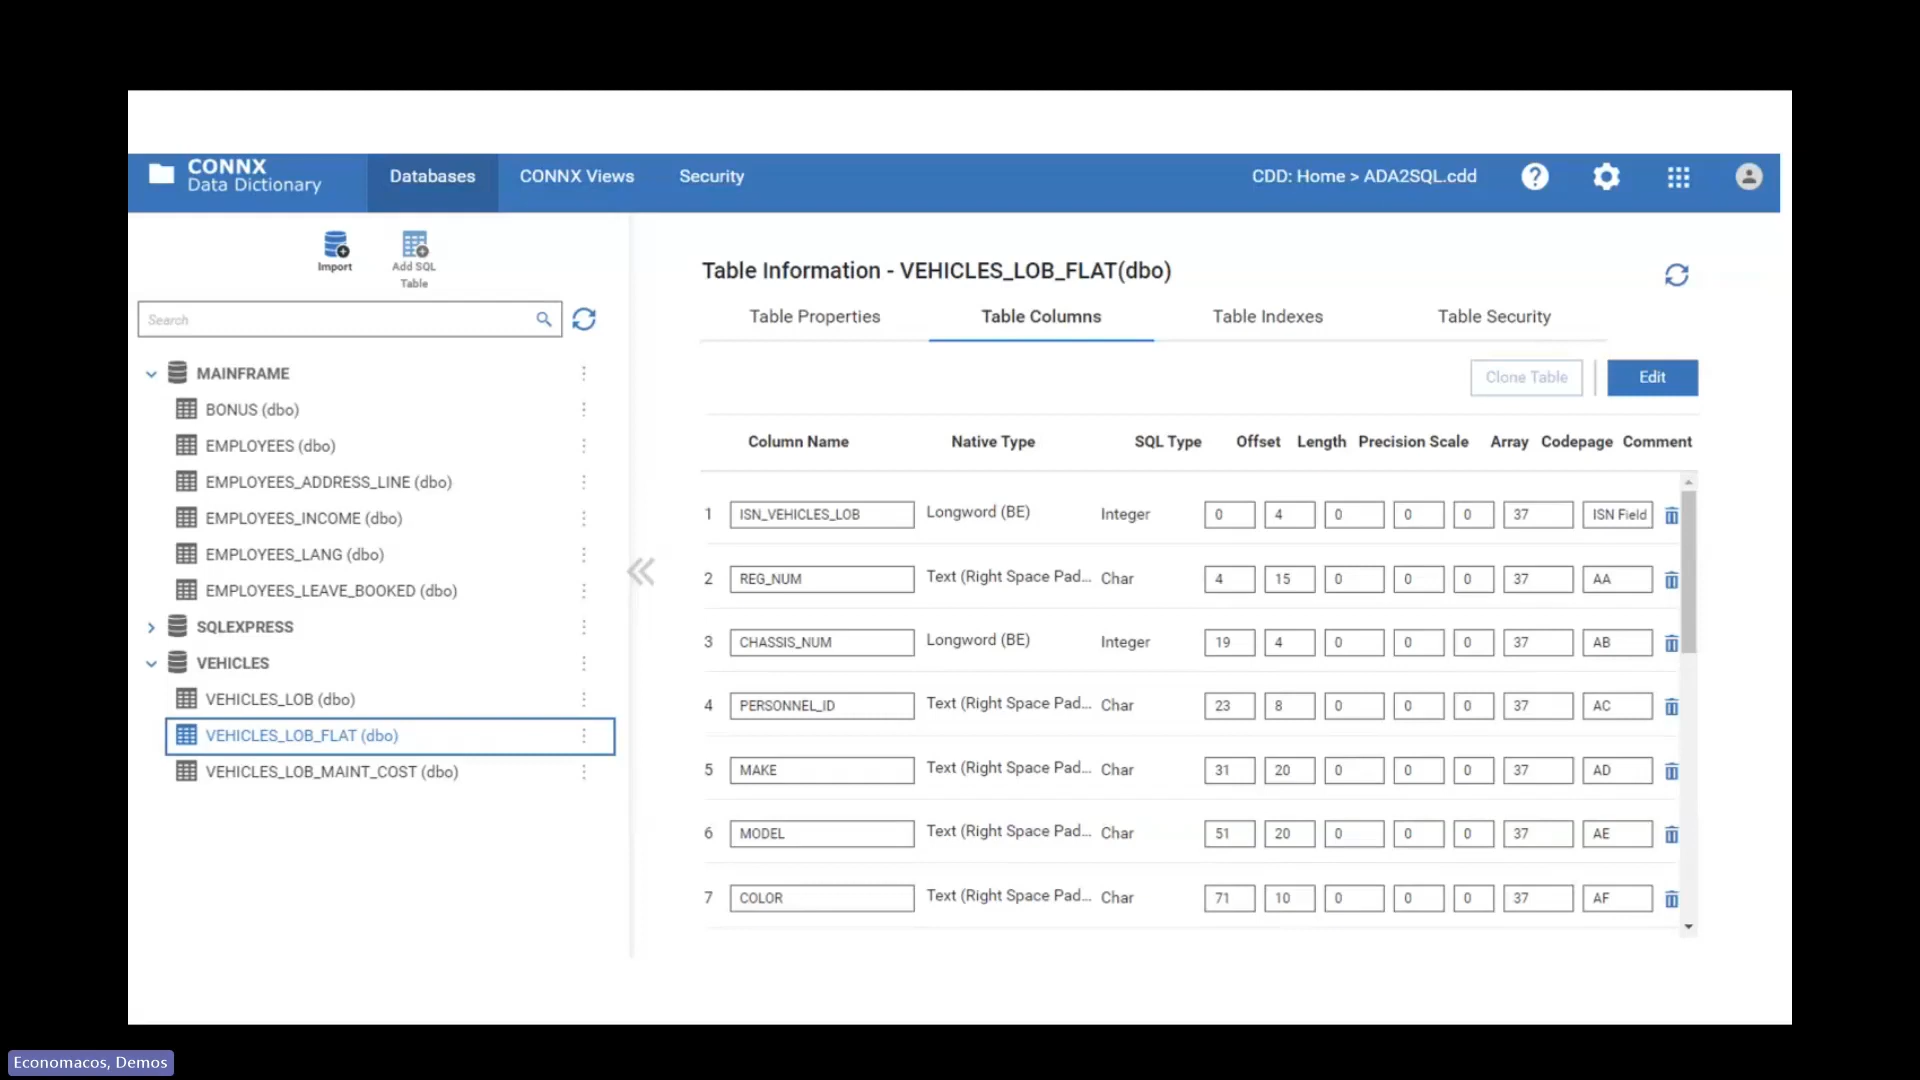 CONNX
Data Dictionary
Databases
CONNX Views
Security
CDD: Home > ADA2SQL.cdd
Import
Add SQL
Table
Search
MAINFRAME
BONUS (dbo)
EMPLOYEES (dbo)
EMPLOYEES_ADDRESS_LINE (dbo)
EMPLOYEES_INCOME (dbo)
EMPLOYEES_LANG (dbo)
EMPLOYEES_LEAVE_BOOKED (dbo)
SQLEXPRESS
VEHICLES
VEHICLES_LOB (dbo)
VEHICLES_LOB_FLAT (dbo)
VEHICLES_LOB_MAINT_COST (dbo)
Table Information - VEHICLES_LOB_FLAT(dbo)
Table Properties
Table Columns
Table Indexes
Table Security
Clone Table
Edit
Column Name Native Type SQL Type Offset Length Precision Scale Array Codepage Comment
1 ISN_VEHICLES_LOB Longword (BE) Integer 0 4 0 0 0 37 ISN Field
2 REG_NUM Text (Right Space Pad... Char 4 15 0 0 0 37 AA
3 CHASSIS_NUM Longword (BE) Integer 19 4 0 0 0 37 AB
4 PERSONNEL_ID Text (Right Space Pad... Char 23 8 0 0 0 37 AC
5 MAKE Text (Right Space Pad... Char 31 20 0 0 0 37 AD
6 MODEL Text (Right Space Pad... Char 51 20 0 0 0 37 AE
7 COLOR Text (Right Space Pad... Char 71 10 0 0 0 37 AF
Economacos, Demos